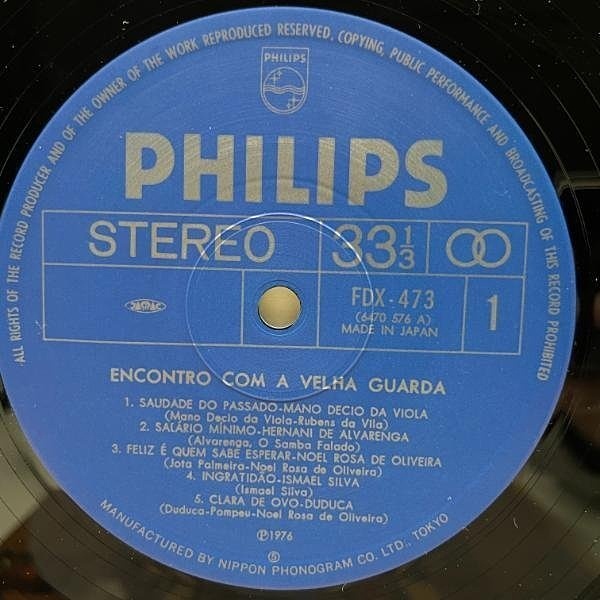 ALL RIGHTS OF THE RECORD PRODUCER AND OF THE OWNER OF THE WORK REPRODUCED RESERVED, COPYING, PUBLIC PERFORMANCE AND BROADCASTING OF THIS RECORD PROHIBITED
PHILIPS
PHILIPS
STEREO
33 1/3
FDX-473
(6470 576 A)
MADE IN JAPAN
1
ENCONTRO COM A VELHA GUARDA
1. SAUDADE DO PASSADO-MANO DECIO DA VIOLA
(Mano Decio da Viola-Rubens da Vila)
2. SALÁRIO MÍNIMO-HERNANI DE ALVARENGA
(Alvarenga, O Samba Falado)
3. FELIZ É QUEM SABE ESPERAR-NOEL ROSA DE OLIVEIRA
(Jota Palmeira-Noel Rosa de Oliveira)
4. INGRATIDÃO-ISMAEL SILVA
(Ismael Silva)
5. CLARA DE OVO-DUDUCA
(Duduca-Pompeu-Noel Rosa de Oliveira)
Ⓟ1976
MANUFACTURED BY NIPPON PHONOGRAM CO. LTD., TOKYO